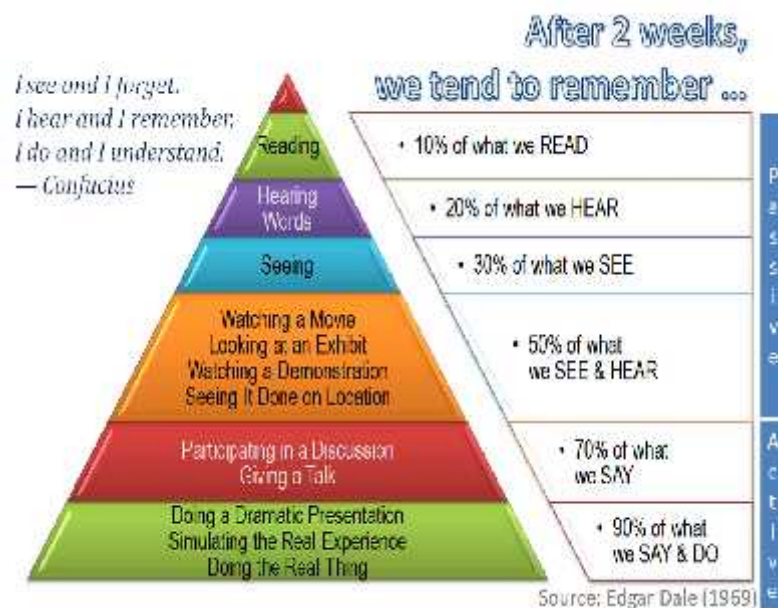 After 2 weeks,
we tend to remember ...
I see and I forget.
I hear and I remember.
I do and I understand.
— Confucius
Reading
• 10% of what we READ
Hearing
Words
• 20% of what we HEAR
Seeing
• 30% of what we SEE
Watching a Movie
Looking at an Exhibit
Watching a Demonstration
Seeing It Done on Location
• 50% of what
we SEE & HEAR
Participating in a Discussion
Giving a Talk
• 70% of what
we SAY
Doing a Dramatic Presentation
Simulating the Real Experience
Doing the Real Thing
• 90% of what
we SAY & DO
Passive
Active
Source: Edgar Dale (1969)